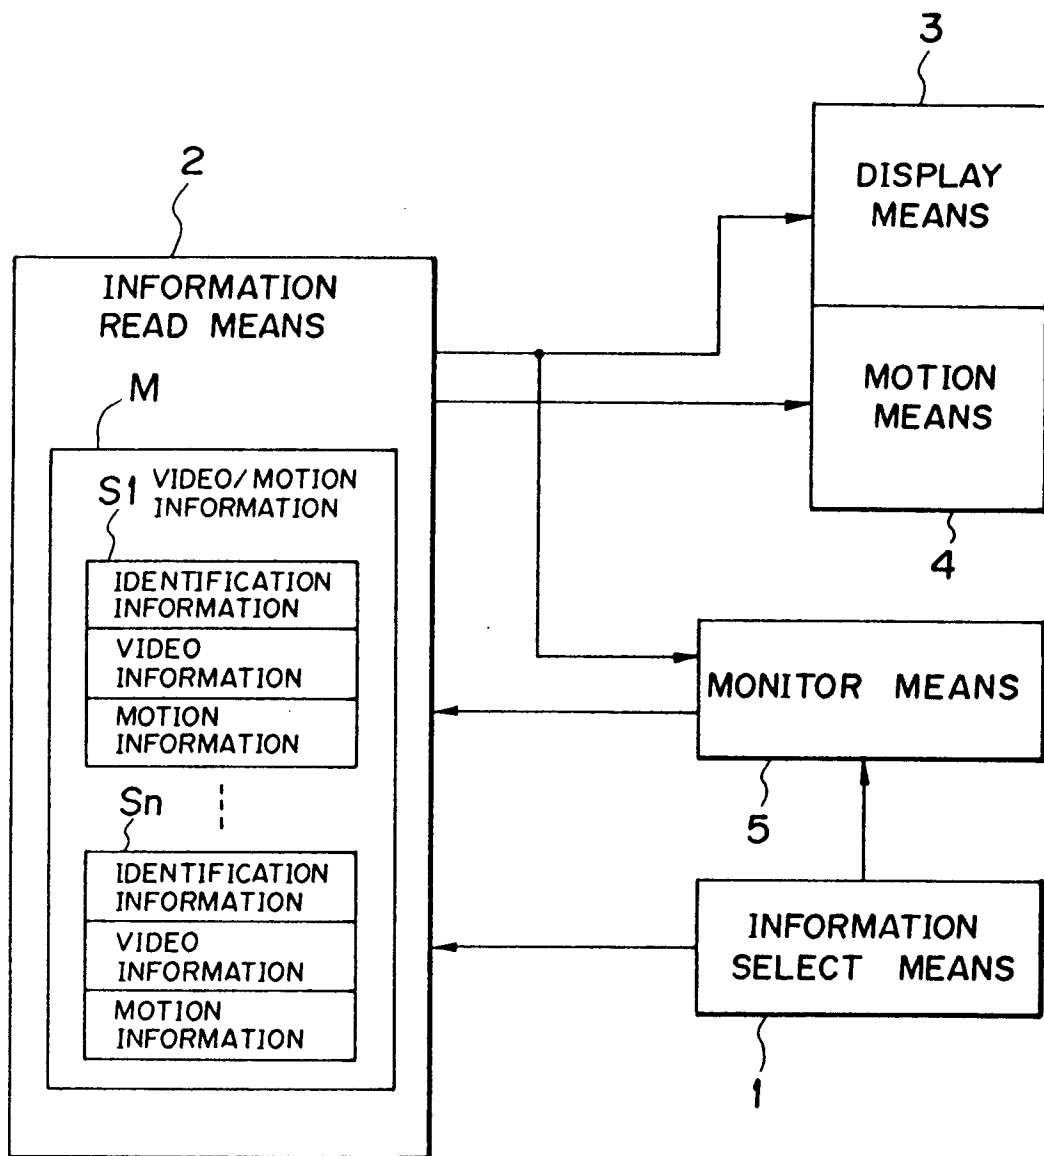 3
DISPLAY
MEANS
MOTION
MEANS
4
2
INFORMATION
READ MEANS
M
S1 VIDEO/MOTION
INFORMATION
IDENTIFICATION
INFORMATION
VIDEO
INFORMATION
MOTION
INFORMATION
Sn
IDENTIFICATION
INFORMATION
VIDEO
INFORMATION
MOTION
INFORMATION
MONITOR MEANS
5
INFORMATION
SELECT MEANS
1